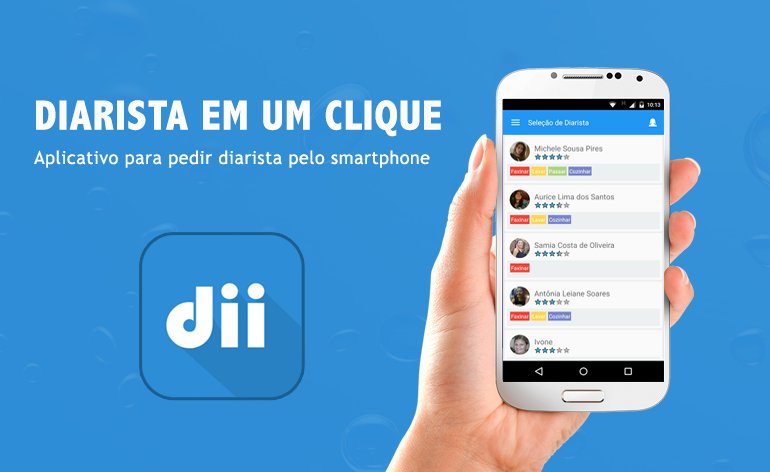 DIARISTA EM UM CLIQUE
Aplicativo para pedir diarista pelo smartphone
dii
10:13
Seleção de Diarista
Michele Sousa Pires
Faxinar Lavar Passar Cozinhar
Aurice Lima dos Santos
Faxinar Lavar Cozinhar
Samia Costa de Oliveira
Faxinar
Antônia Leiane Soares
Faxinar Lavar Cozinhar
Ivone